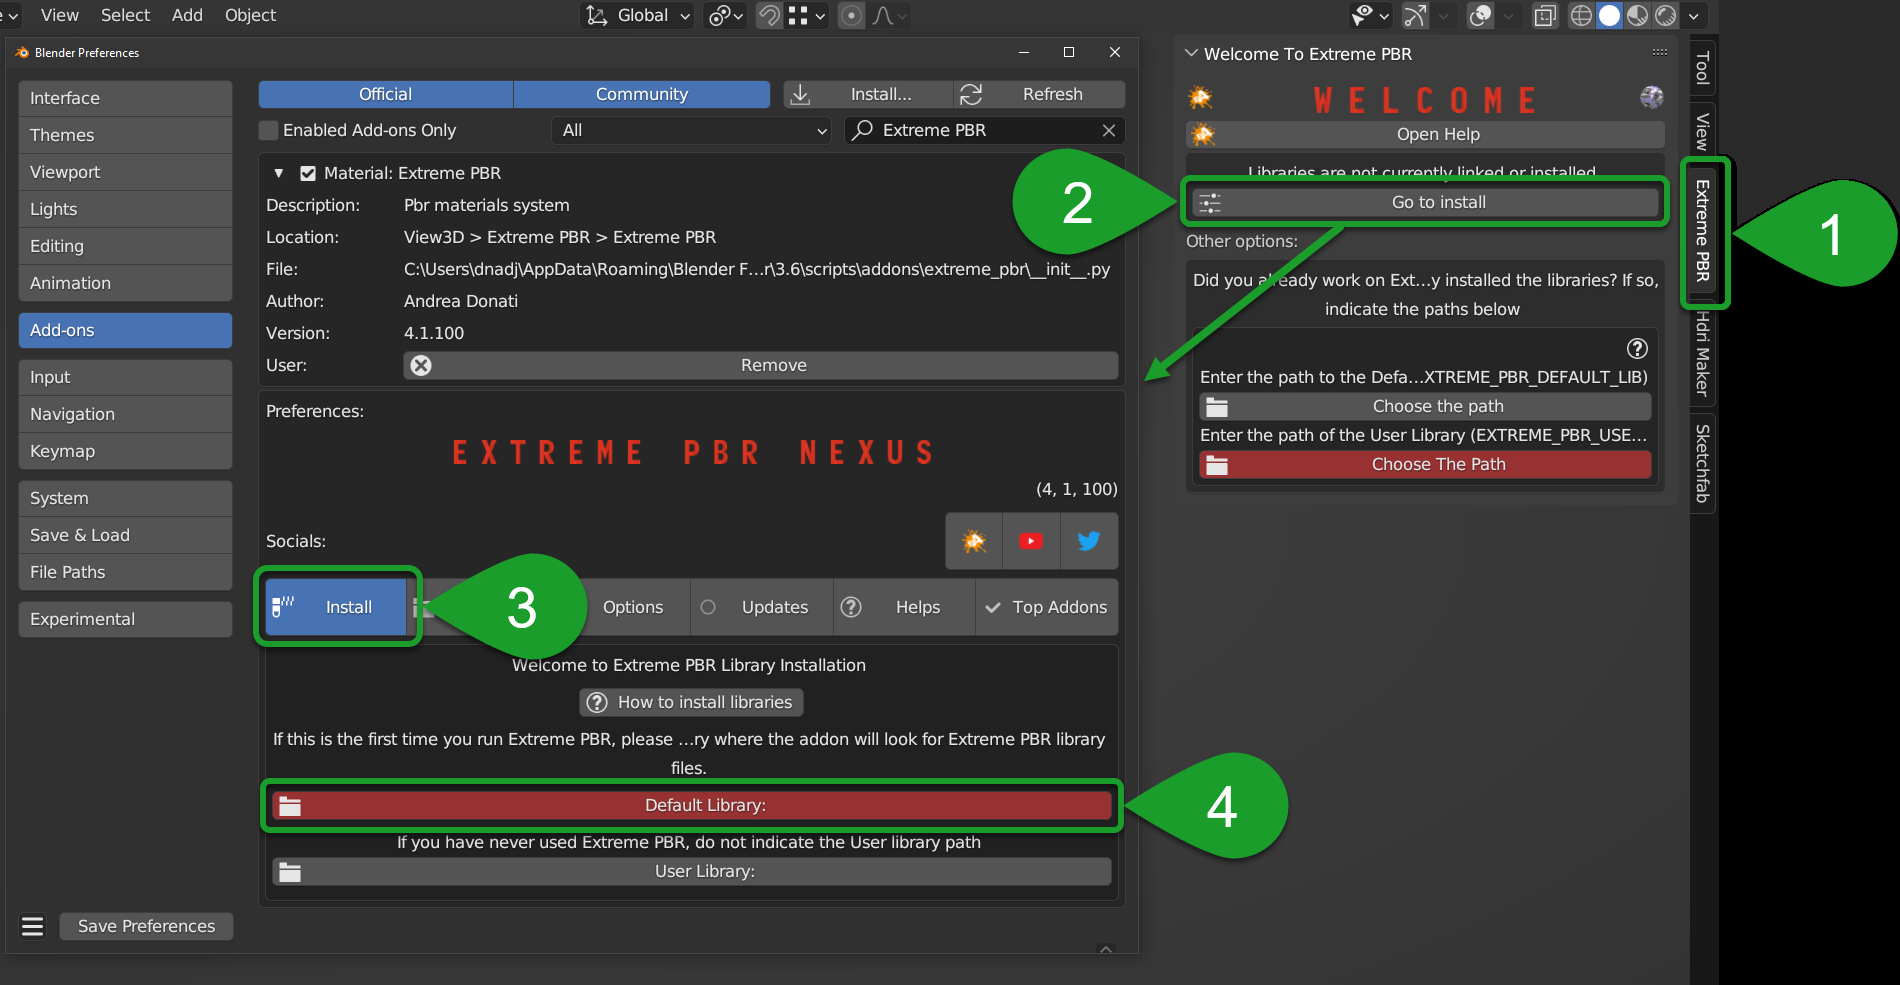 View Select Add Object Global
Blender Preferences
Interface
Themes
Viewport
Lights
Editing
Animation
Add-ons
Input
Navigation
Keymap
System
Save & Load
File Paths
Experimental
Save Preferences
Official Community Install... Refresh
Enabled Add-ons Only All Extreme PBR
Material: Extreme PBR
Description: Pbr materials system
Location: View3D > Extreme PBR > Extreme PBR
File: C:\Users\dnadj\AppData\Roaming\Blender F...r\3.6\scripts\addons\extreme_pbr\__init__.py
Author: Andrea Donati
Version: 4.1.100
User: Remove
Preferences:
EXTREME PBR NEXUS
(4, 1, 100)
Socials:
Install 3 Options Updates Helps Top Addons
Welcome to Extreme PBR Library Installation
How to install libraries
If this is the first time you run Extreme PBR, please ...ry where the addon will look for Extreme PBR library
files.
Default Library: 4
If you have never used Extreme PBR, do not indicate the User library path
User Library:
Welcome To Extreme PBR
WELCOME
Open Help
Libraries are not currently linked or installed
2 Go to install
Other options:
Did you already work on Ext...y installed the libraries? If so,
indicate the paths below
Enter the path to the Defa...XTREME_PBR_DEFAULT_LIB)
Choose the path
Enter the path of the User Library (EXTREME_PBR_USE...
Choose The Path
Tool
View
Extreme PBR 1
Hdri Maker
Sketchfab